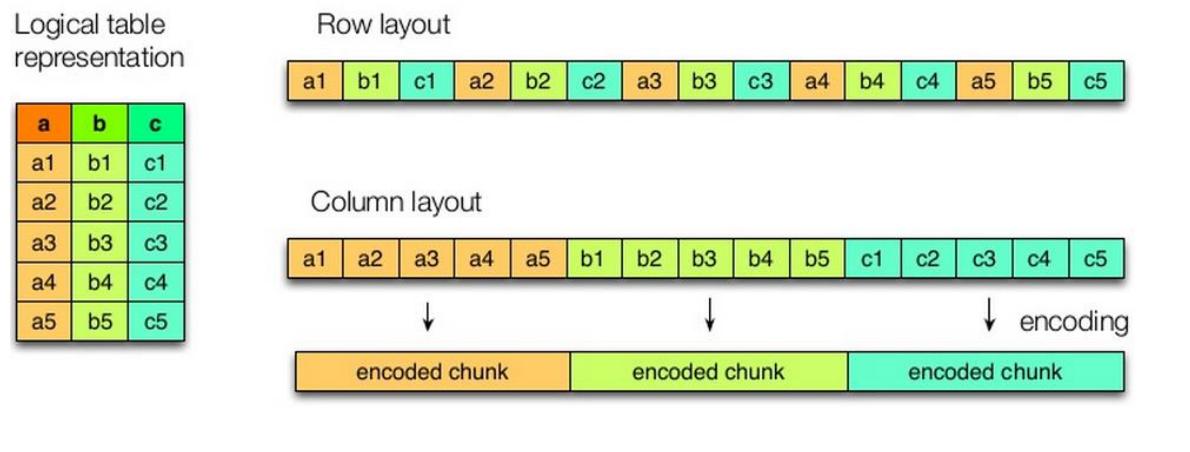 Logical table
representation
a b c
a1 b1 c1
a2 b2 c2
a3 b3 c3
a4 b4 c4
a5 b5 c5
Row layout
a1 b1 c1 a2 b2 c2 a3 b3 c3 a4 b4 c4 a5 b5 c5
Column layout
a1 a2 a3 a4 a5 b1 b2 b3 b4 b5 c1 c2 c3 c4 c5
encoding
encoded chunk encoded chunk encoded chunk